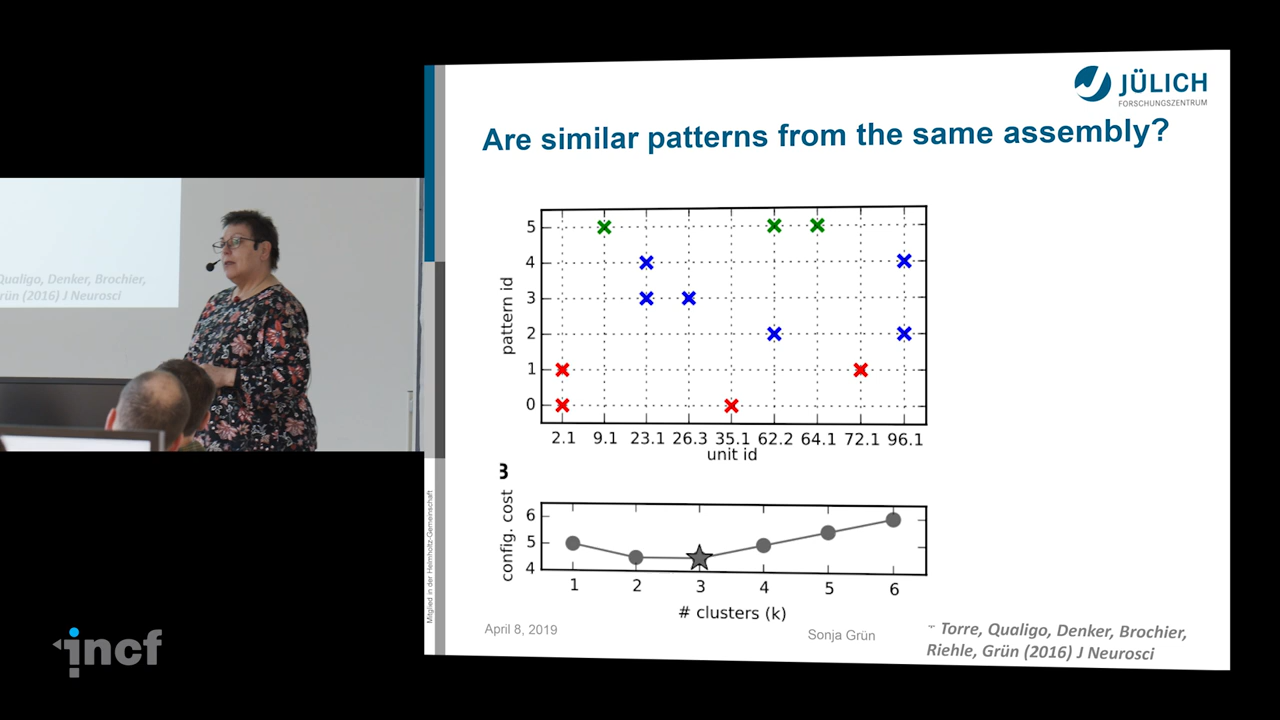 JÜLICH
FORSCHUNGSZENTRUM
Are similar patterns from the same assembly?
pattern id
5
4
3
2
1
0
2.1 9.1 23.1 26.3 35.1 62.2 64.1 72.1 96.1
unit id
config. cost
6
5
4
1 2 3 4 5 6
# clusters (k)
Mitglied in der Helmholtz-Gemeinschaft
April 8, 2019
Sonja Grün
Torre, Qualigo, Denker, Brochier,
Riehle, Grün (2016) J Neurosci
Qualigo, Denker, Brochier,
Grün (2016) J Neurosci
incf